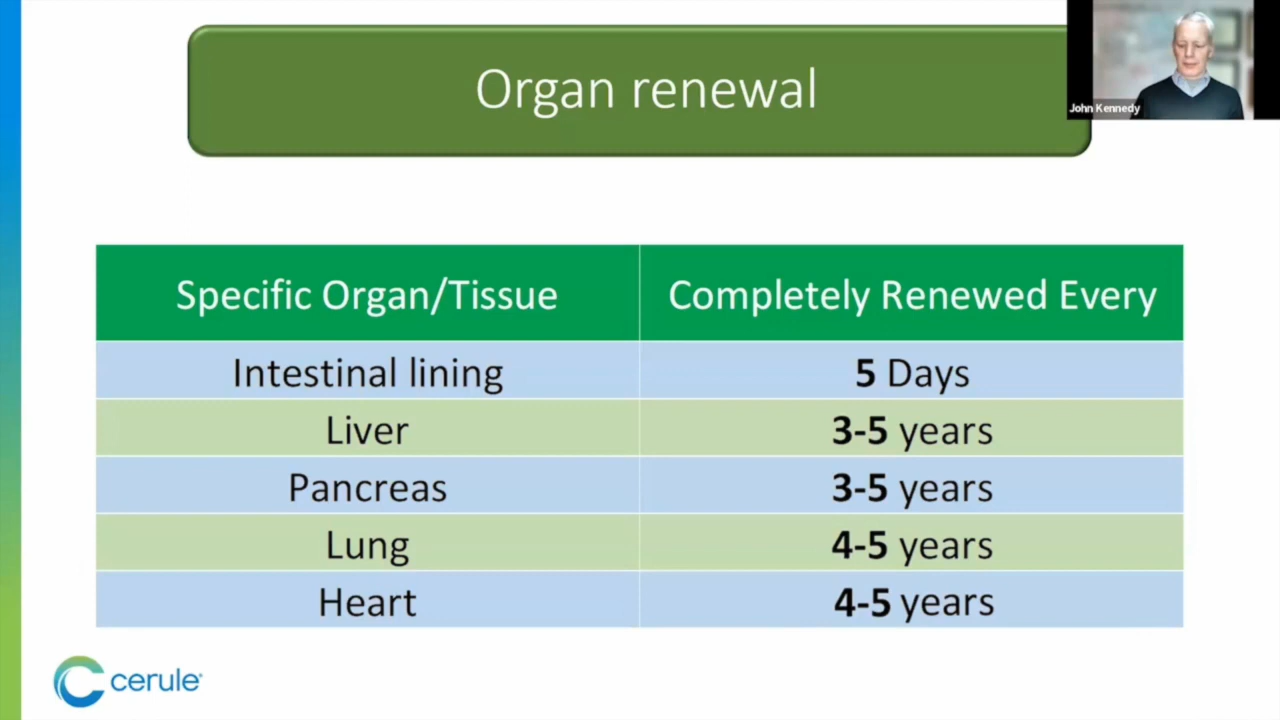 Organ renewal
John Kennedy
Specific Organ/Tissue Completely Renewed Every
Intestinal lining 5 Days
Liver 3-5 years
Pancreas 3-5 years
Lung 4-5 years
Heart 4-5 years
cerule